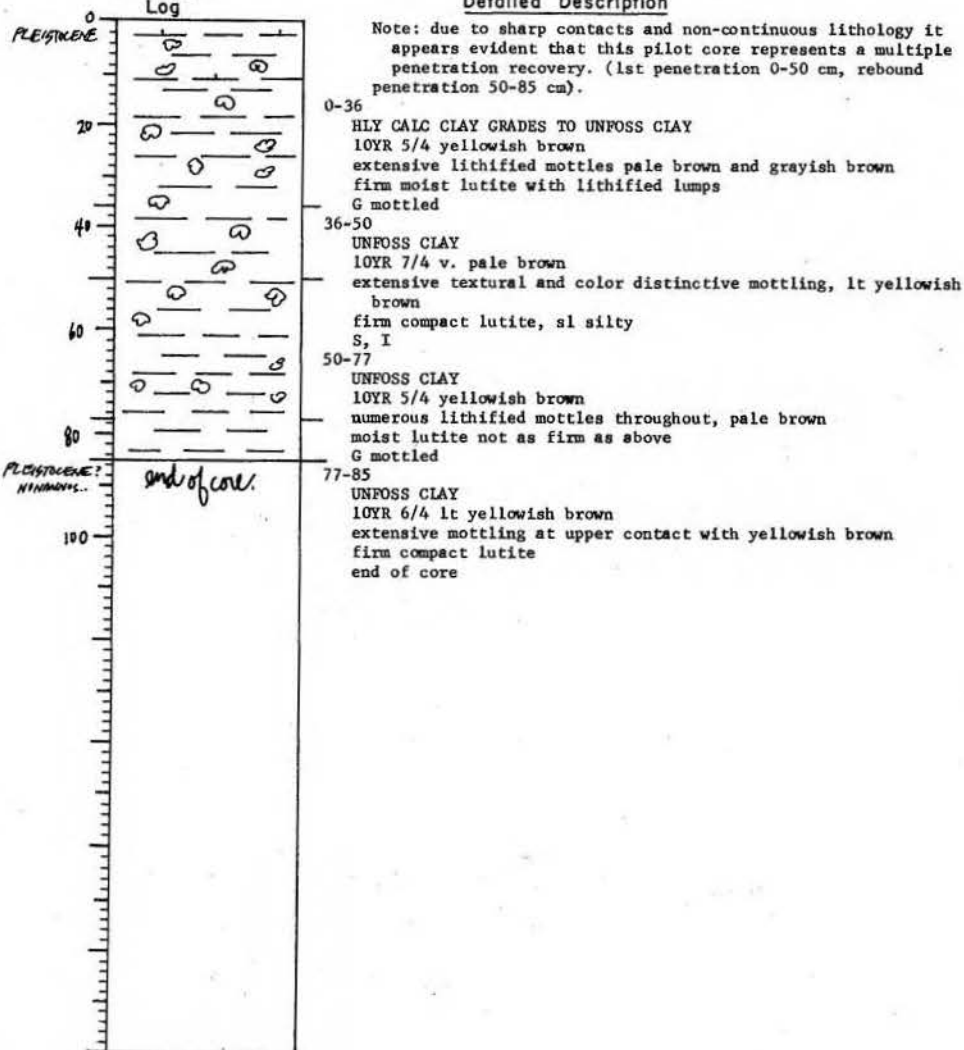 Log
Detailed Description
0
PLEISTOCENE
Note: due to sharp contacts and non-continuous lithology it
appears evident that this pilot core represents a multiple
penetration recovery. (1st penetration 0-50 cm, rebound
penetration 50-85 cm).
0-36
HLY CALC CLAY GRADES TO UNFOSS CLAY
20
10YR 5/4 yellowish brown
extensive lithified mottles pale brown and grayish brown
firm moist lutite with lithified lumps
G mottled
40
36-50
UNFOSS CLAY
10YR 7/4 v. pale brown
extensive textural and color distinctive mottling, lt yellowish
brown
60
firm compact lutite, sl silty
S, I
50-77
UNFOSS CLAY
10YR 5/4 yellowish brown
numerous lithified mottles throughout, pale brown
80
moist lutite not as firm as above
G mottled
PLEISTOCENE?
end of core.
77-85
UNFOSS CLAY
10YR 6/4 lt yellowish brown
100
extensive mottling at upper contact with yellowish brown
firm compact lutite
end of core